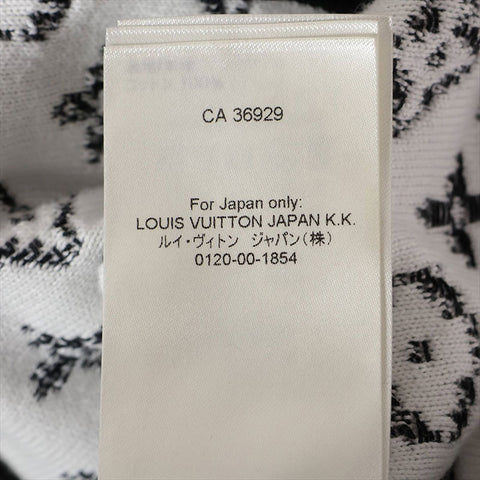 CA 36929
For Japan only:
LOUIS VUITTON JAPAN K.K.
ルイ・ヴィトン ジャパン(株)
0120-00-1854